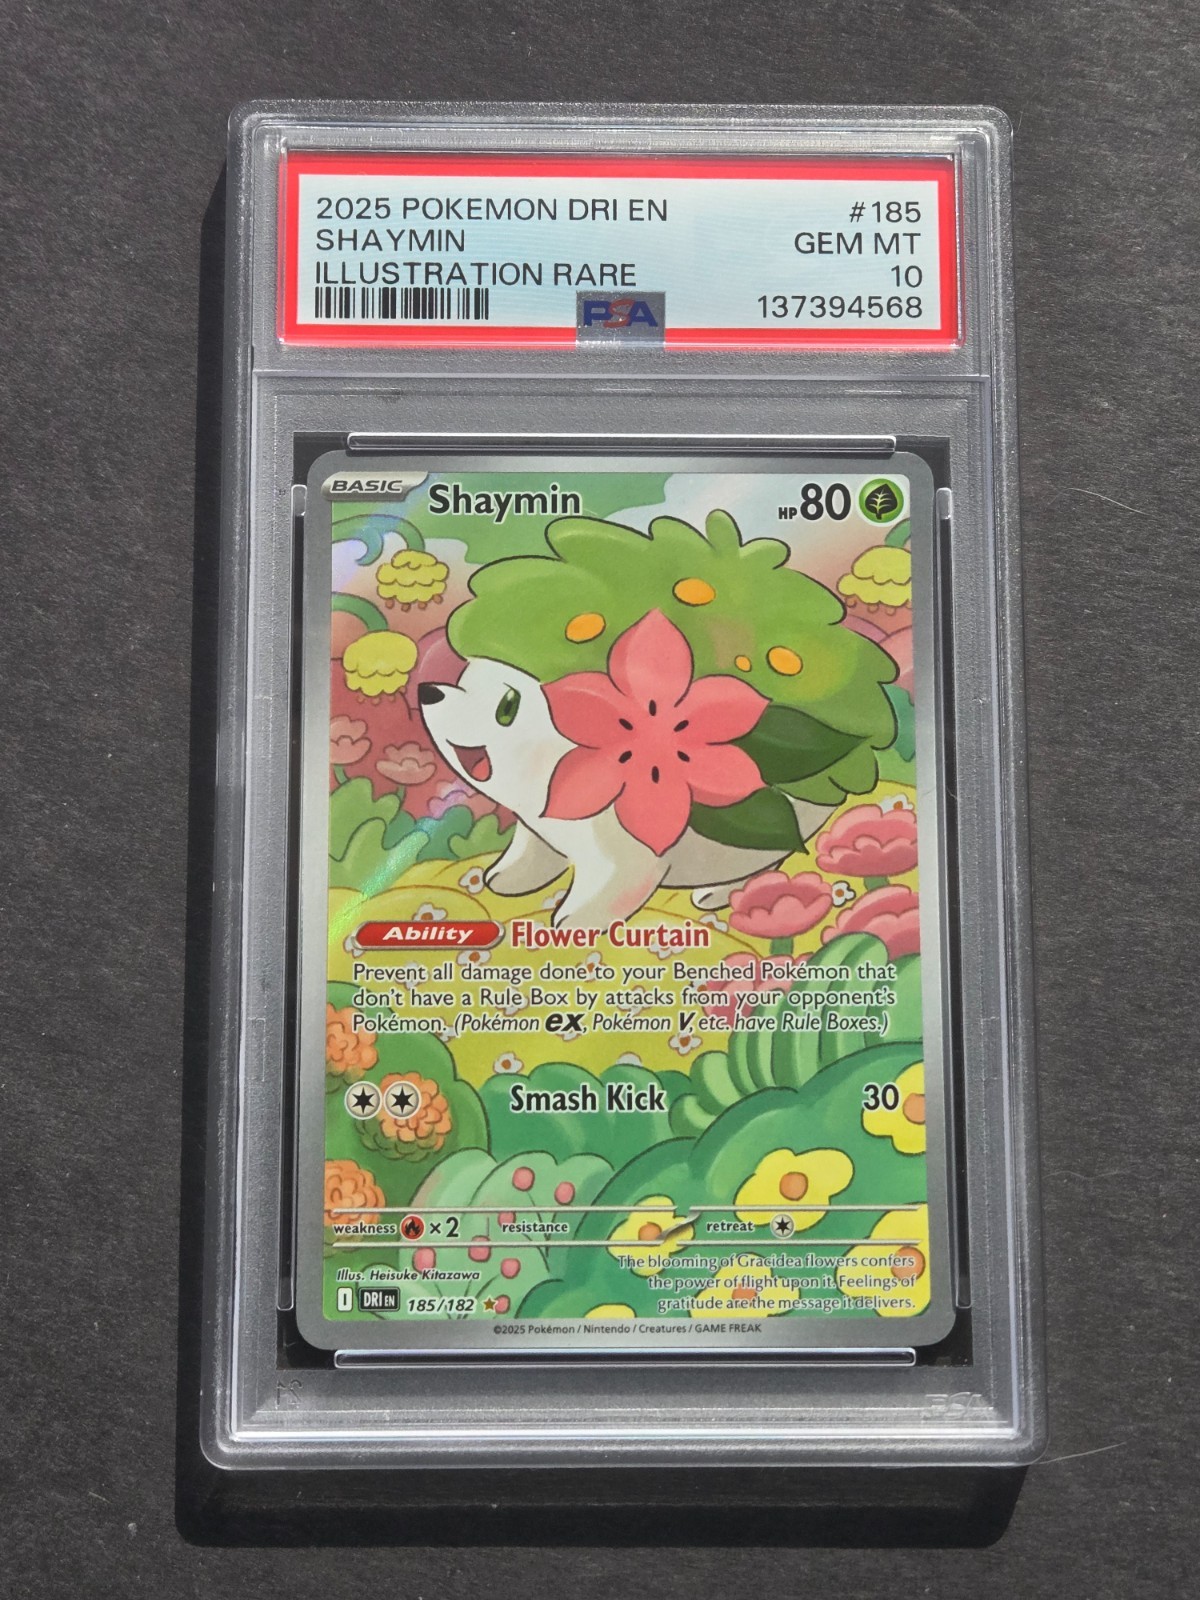 2025 POKEMON DRI EN #185
SHAYMIN GEM MT
ILLUSTRATION RARE 10
PSA 137394568
BASIC Shaymin HP 80
Ability Flower Curtain
Prevent all damage done to your Benched Pokémon that
don't have a Rule Box by attacks from your opponent's
Pokémon. (Pokémon ex, Pokémon V, etc. have Rule Boxes.)
Smash Kick 30
weakness ×2 resistance retreat
The blooming of Gracidea flowers confers
the power of flight upon it. Feelings of
gratitude are the message it delivers.
Illus. Heisuke Kitazawa
I DRI EN 185/182
©2025 Pokémon / Nintendo / Creatures / GAME FREAK